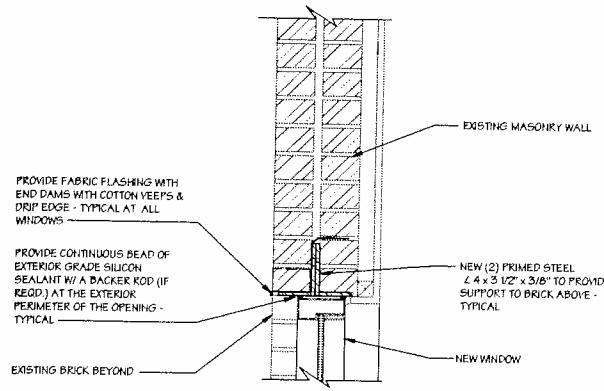 EXISTING MASONRY WALL
PROVIDE FABRIC FLASHING WITH
END DAMS WITH COTTON WEEPS &
DRIP EDGE - TYPICAL AT ALL
WINDOWS
PROVIDE CONTINUOUS BEAD OF
EXTERIOR GRADE SILICON
SEALANT W/ A BACKER ROD (IF
REQD.) AT THE EXTERIOR
PERIMETER OF THE OPENING -
TYPICAL
NEW (2) PRIMED STEEL
∠ 4 x 3 1/2" x 3/8" TO PROVIDE
SUPPORT TO BRICK ABOVE -
TYPICAL
EXISTING BRICK BEYOND
NEW WINDOW